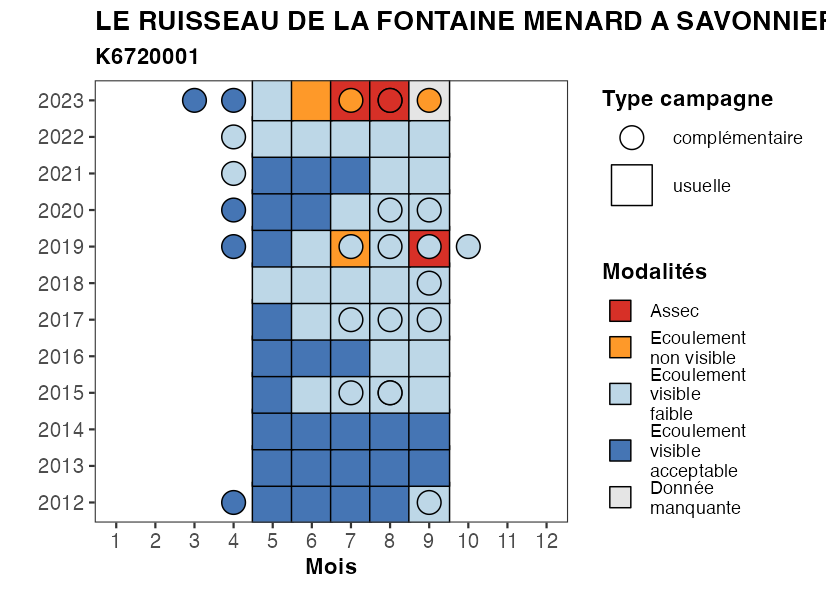 LE RUISSEAU DE LA FONTAINE MENARD A SAVONNIER
K6720001
2023
2022
2021
2020
2019
2018
2017
2016
2015
2014
2013
2012
1 2 3 4 5 6 7 8 9 10 11 12
Mois
Type campagne
complémentaire
usuelle
Modalités
Assec
Ecoulement
non visible
Ecoulement
visible
faible
Ecoulement
visible
acceptable
Donnée
manquante